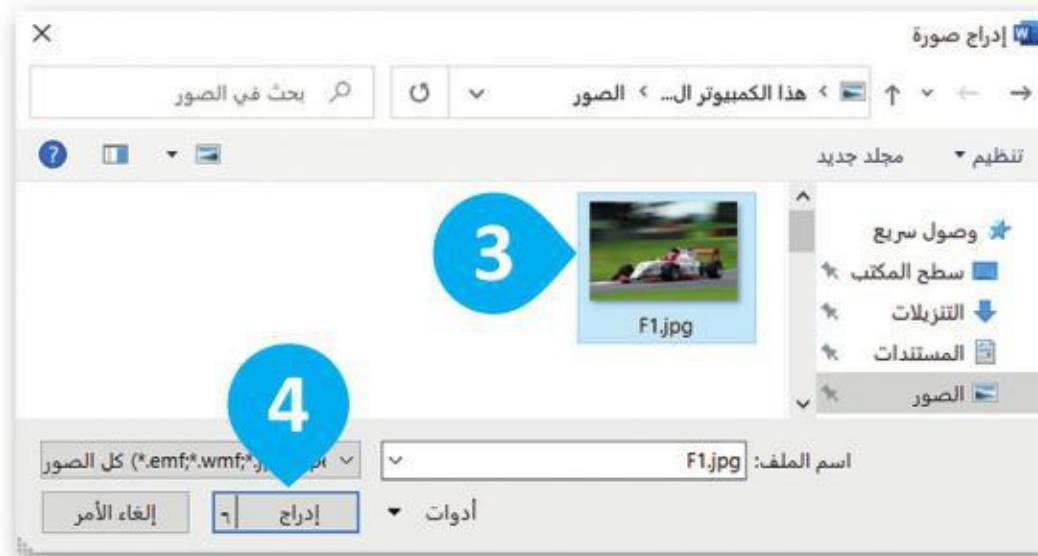 إدراج صورة
هذا الكمبيوتر ال... › الصور
بحث في الصور
تنظيم
مجلد جديد
وصول سريع
سطح المكتب
التنزيلات
المستندات
الصور
3
F1.jpg
4
اسم الملف: F1.jpg
كل الصور (*.emf;*.wmf;*.j
أدوات
إدراج
إلغاء الأمر